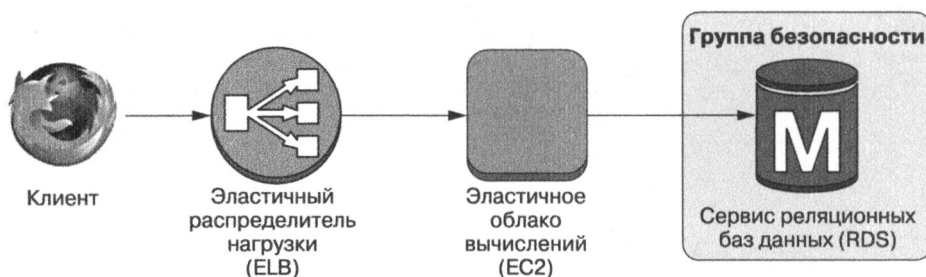 Группа безопасности
M
Клиент
Эластичный
распределитель
нагрузки
(ELB)
Эластичное
облако
вычислений
(EC2)
Сервис реляционных
баз данных (RDS)